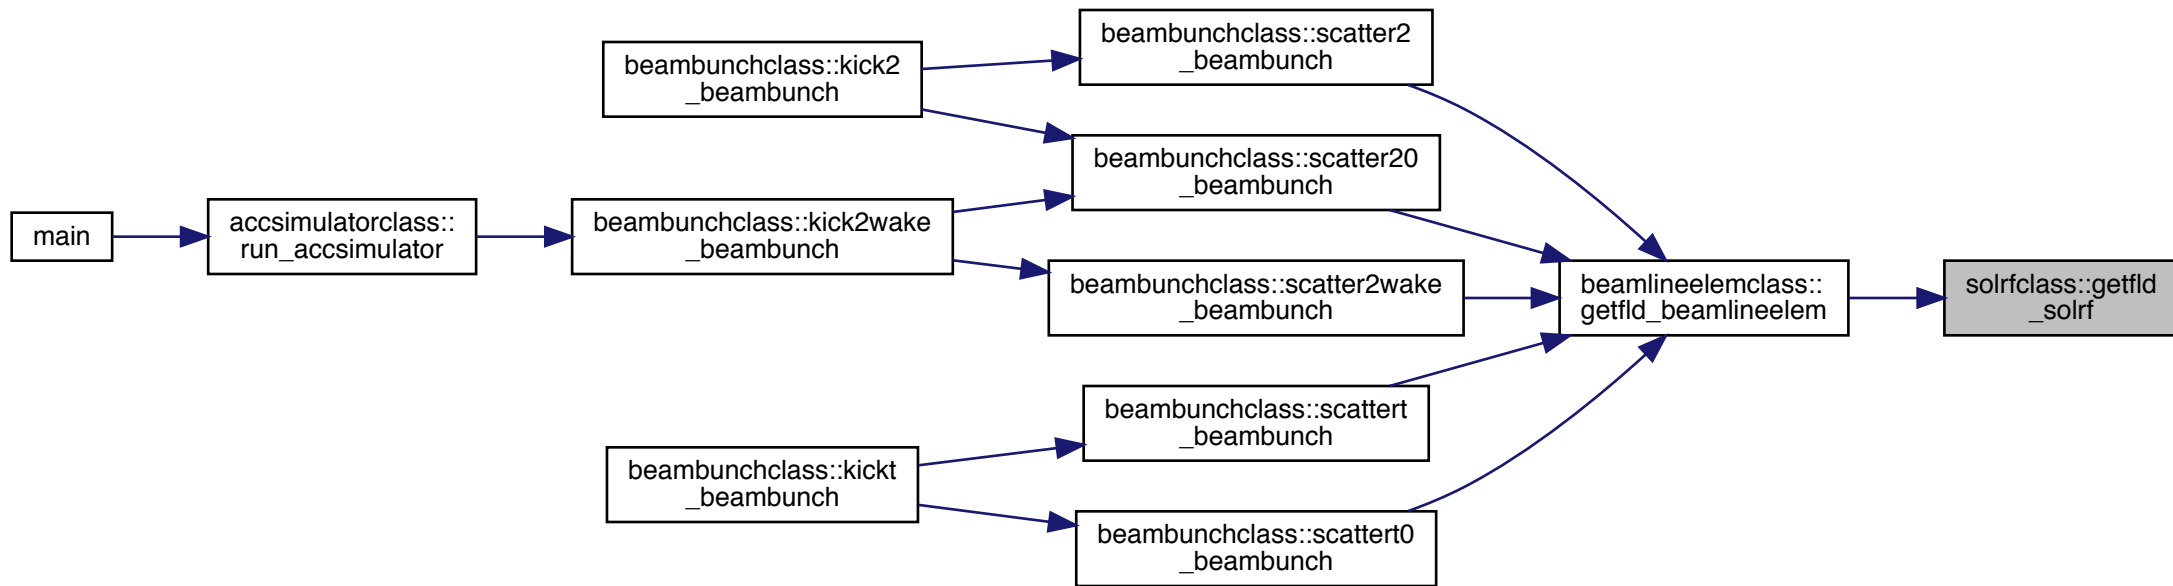 main
accsimulatorclass::
run_accsimulator
beambunchclass::kick2
_beambunch
beambunchclass::kick2wake
_beambunch
beambunchclass::kickt
_beambunch
beambunchclass::scatter2
_beambunch
beambunchclass::scatter20
_beambunch
beambunchclass::scatter2wake
_beambunch
beambunchclass::scattert
_beambunch
beambunchclass::scattert0
_beambunch
beamlineelemclass::
getfld_beamlineelem
solrfclass::getfld
_solrf